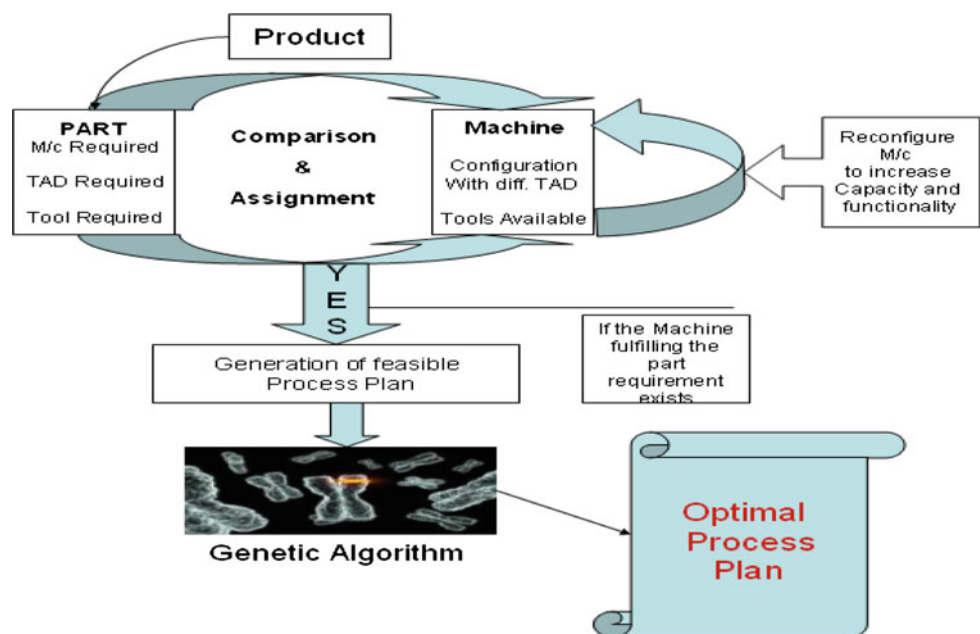 Product
PART
M/c Required
TAD Required
Tool Required
Comparison
&
Assignment
Machine
Configuration
With diff. TAD
Tools Available
Reconfigure
M/c
to increase
Capacity and
functionality
Y
E
S
If the Machine
fulfilling the
part
requirement
exists
Generation of feasible
Process Plan
Genetic Algorithm
Optimal
Process
Plan